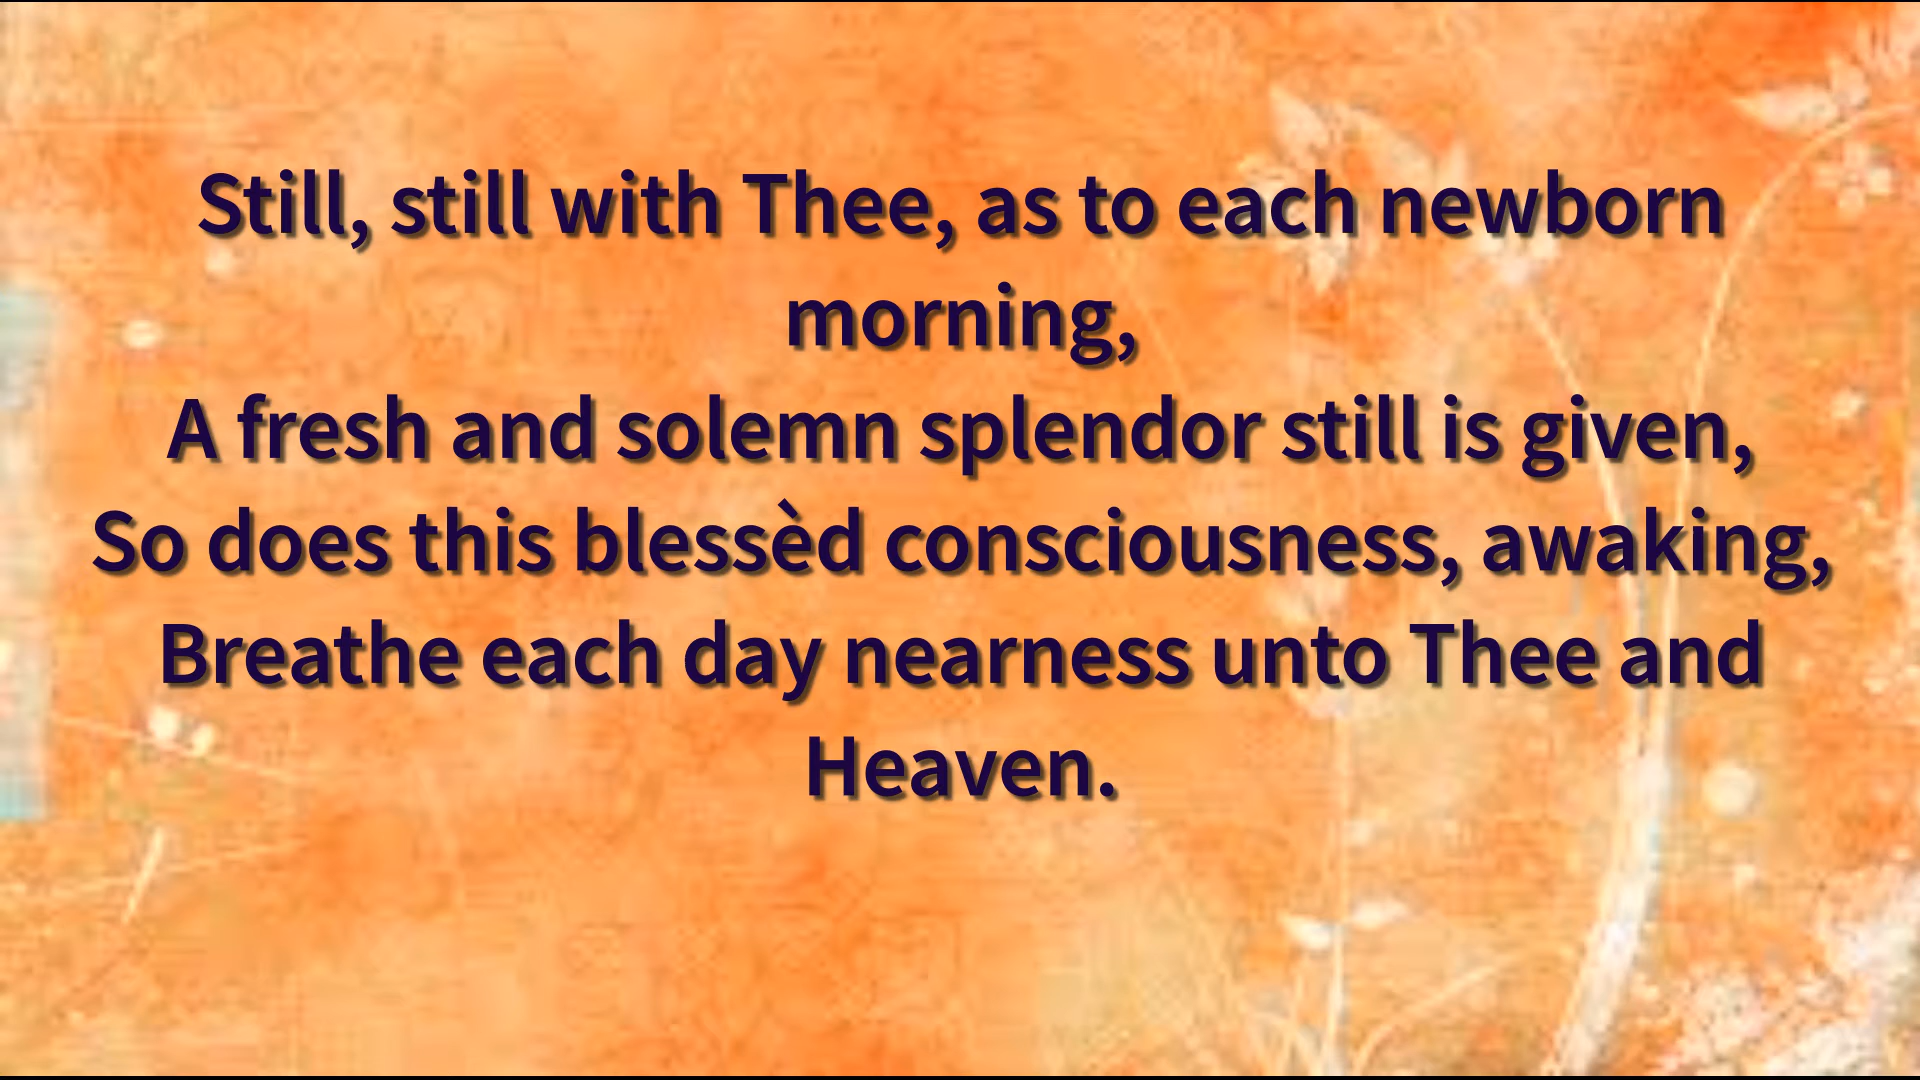 Still, still with Thee, as to each newborn
morning,
A fresh and solemn splendor still is given,
So does this blessèd consciousness, awaking,
Breathe each day nearness unto Thee and
Heaven.